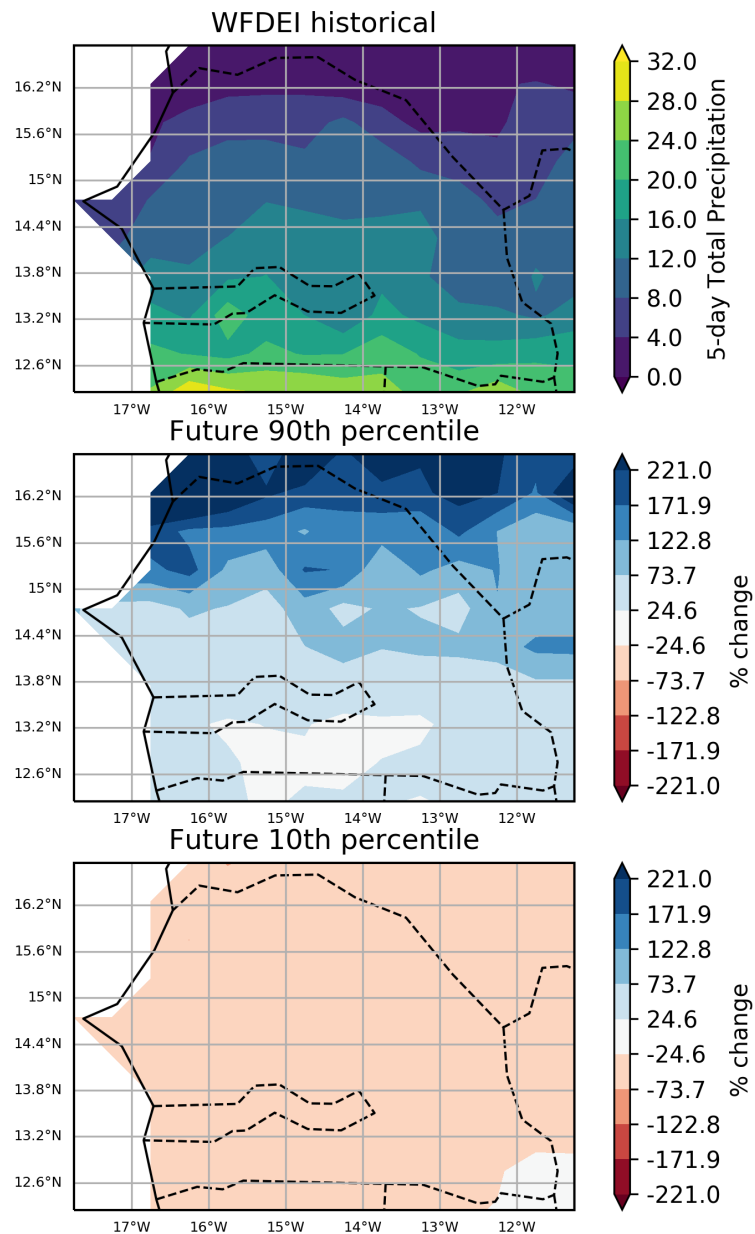 WFDEI historical
16.2°N
15.6°N
15°N
14.4°N
13.8°N
13.2°N
12.6°N
17°W 16°W 15°W 14°W 13°W 12°W
32.0
28.0
24.0
20.0
16.0
12.0
8.0
4.0
0.0
5-day Total Precipitation
Future 90th percentile
16.2°N
15.6°N
15°N
14.4°N
13.8°N
13.2°N
12.6°N
17°W 16°W 15°W 14°W 13°W 12°W
221.0
171.9
122.8
73.7
24.6
-24.6
-73.7
-122.8
-171.9
-221.0
% change
Future 10th percentile
16.2°N
15.6°N
15°N
14.4°N
13.8°N
13.2°N
12.6°N
17°W 16°W 15°W 14°W 13°W 12°W
221.0
171.9
122.8
73.7
24.6
-24.6
-73.7
-122.8
-171.9
-221.0
% change